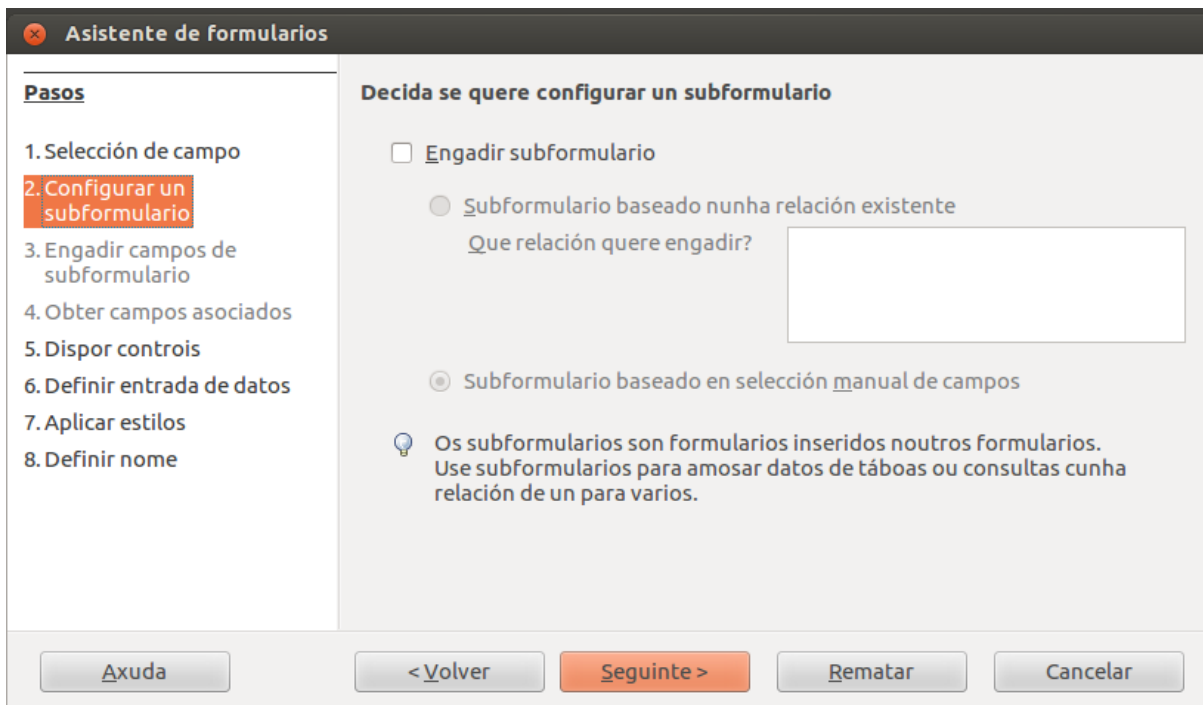 Asistente de formularios
Pasos
1. Selección de campo
2. Configurar un
subformulario
3. Engadir campos de
subformulario
4. Obter campos asociados
5. Dispor controis
6. Definir entrada de datos
7. Aplicar estilos
8. Definir nome
Decida se quere configurar un subformulario
Engadir subformulario
Subformulario baseado nunha relación existente
Que relación quere engadir?
Subformulario baseado en selección manual de campos
Os subformularios son formularios inseridos noutros formularios.
Use subformularios para amosar datos de táboas ou consultas cunha
relación de un para varios.
Axuda
< Volver
Seguinte >
Rematar
Cancelar